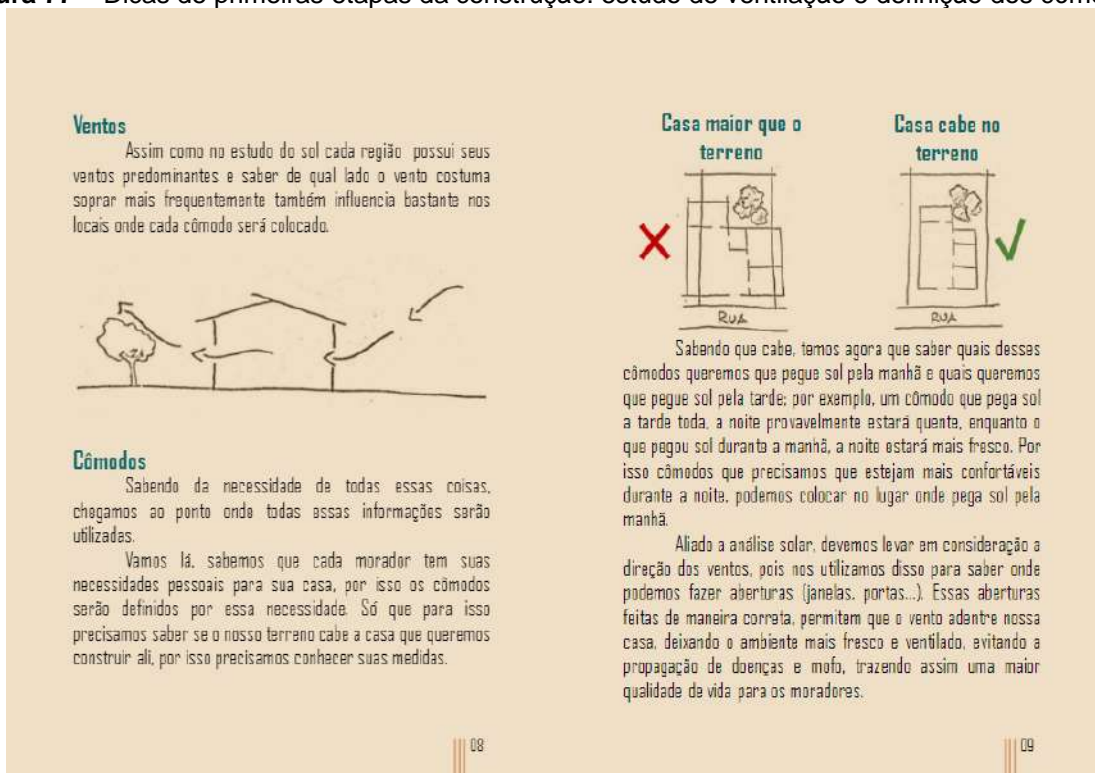 Dicas de primeiras etapas da construção: estudo de ventilação e definição dos
Ventos
Assim como no estudo do sol cada região possui seus
ventos predominantes e saber de qual lado o vento costuma
soprar mais frequentemente também influencia bastante nos
locais onde cada cômodo será colocado.
Cômodos
Sabendo da necessidade de todas essas coisas,
chegamos ao ponto onde todas essas informações serão
utilizadas.
Vamos lá, sabemos que cada morador tem suas
necessidades pessoais para sua casa, por isso os cômodos
serão definidos por essa necessidade. Só que para isso
precisamos saber se o nosso terreno cabe a casa que queremos
construir ali, por isso precisamos conhecer suas medidas.
08
Casa maior que o
terreno
RUA
Casa cabe no
terreno
RUA
Sabendo que cabe, temos agora que saber quais desses
cômodos queremos que pegue sol pela manhã e quais queremos
que pegue sol pela tarde; por exemplo, um cômodo que pega sol
a tarde toda, a noite provavelmente estará quente, enquanto o
que pegou sol durante a manhã, a noite estará mais fresco. Por
isso cômodos que precisamos que estejam mais confortáveis
durante a noite, podemos colocar no lugar onde pega sol pela
manhã.
Aliado a análise solar, devemos levar em consideração a
direção dos ventos, pois nos utilizamos disso para saber onde
podemos fazer aberturas (janelas, portas...). Essas aberturas
feitas de maneira correta, permitem que o vento adentre nossa
casa, deixando o ambiente mais fresco e ventilado, evitando a
propagação de doenças e mofo, trazendo assim uma maior
qualidade de vida para os moradores.
09